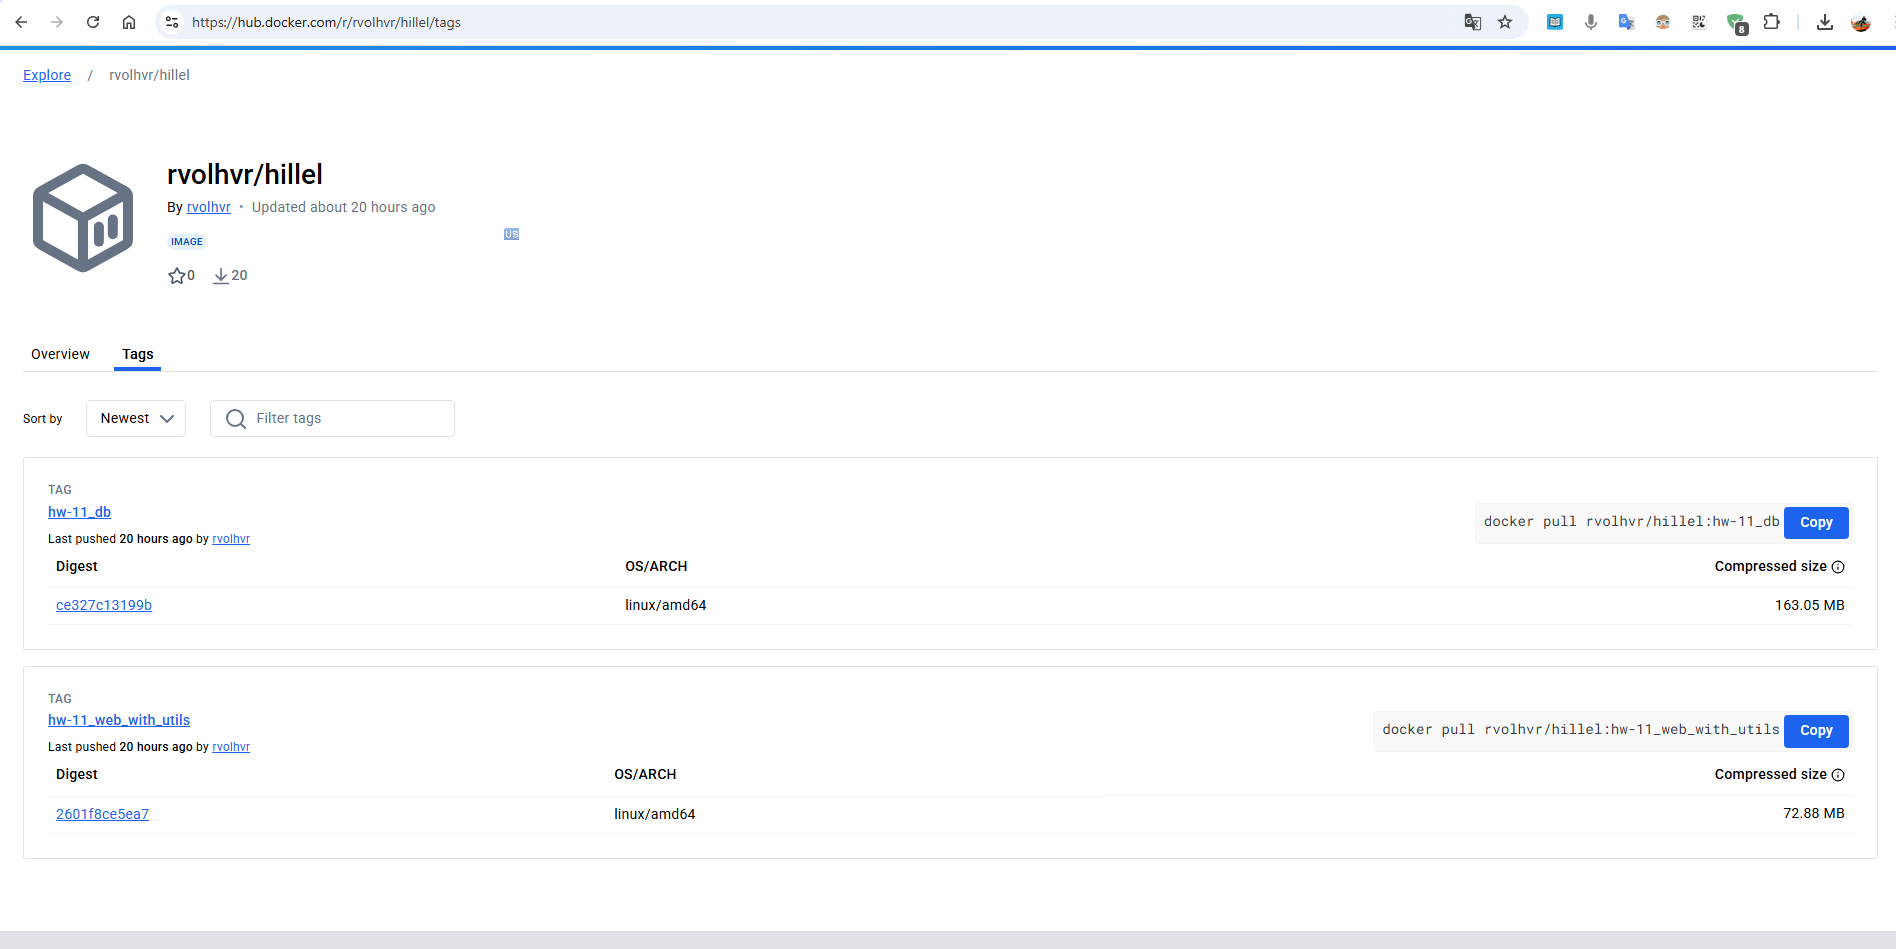 https://hub.docker.com/r/rvolhvr/hillel/tags
8
Explore / rvolhvr/hillel
rvolhvr/hillel
By rvolhvr • Updated about 20 hours ago
IMAGE
US
0 20
Overview Tags
Sort by Newest Filter tags
TAG
hw-11_db
docker pull rvolhvr/hillel:hw-11_db Copy
Last pushed 20 hours ago by rvolhvr
Digest OS/ARCH Compressed size
ce327c13199b linux/amd64 163.05 MB
TAG
hw-11_web_with_utils
docker pull rvolhvr/hillel:hw-11_web_with_utils Copy
Last pushed 20 hours ago by rvolhvr
Digest OS/ARCH Compressed size
2601f8ce5ea7 linux/amd64 72.88 MB